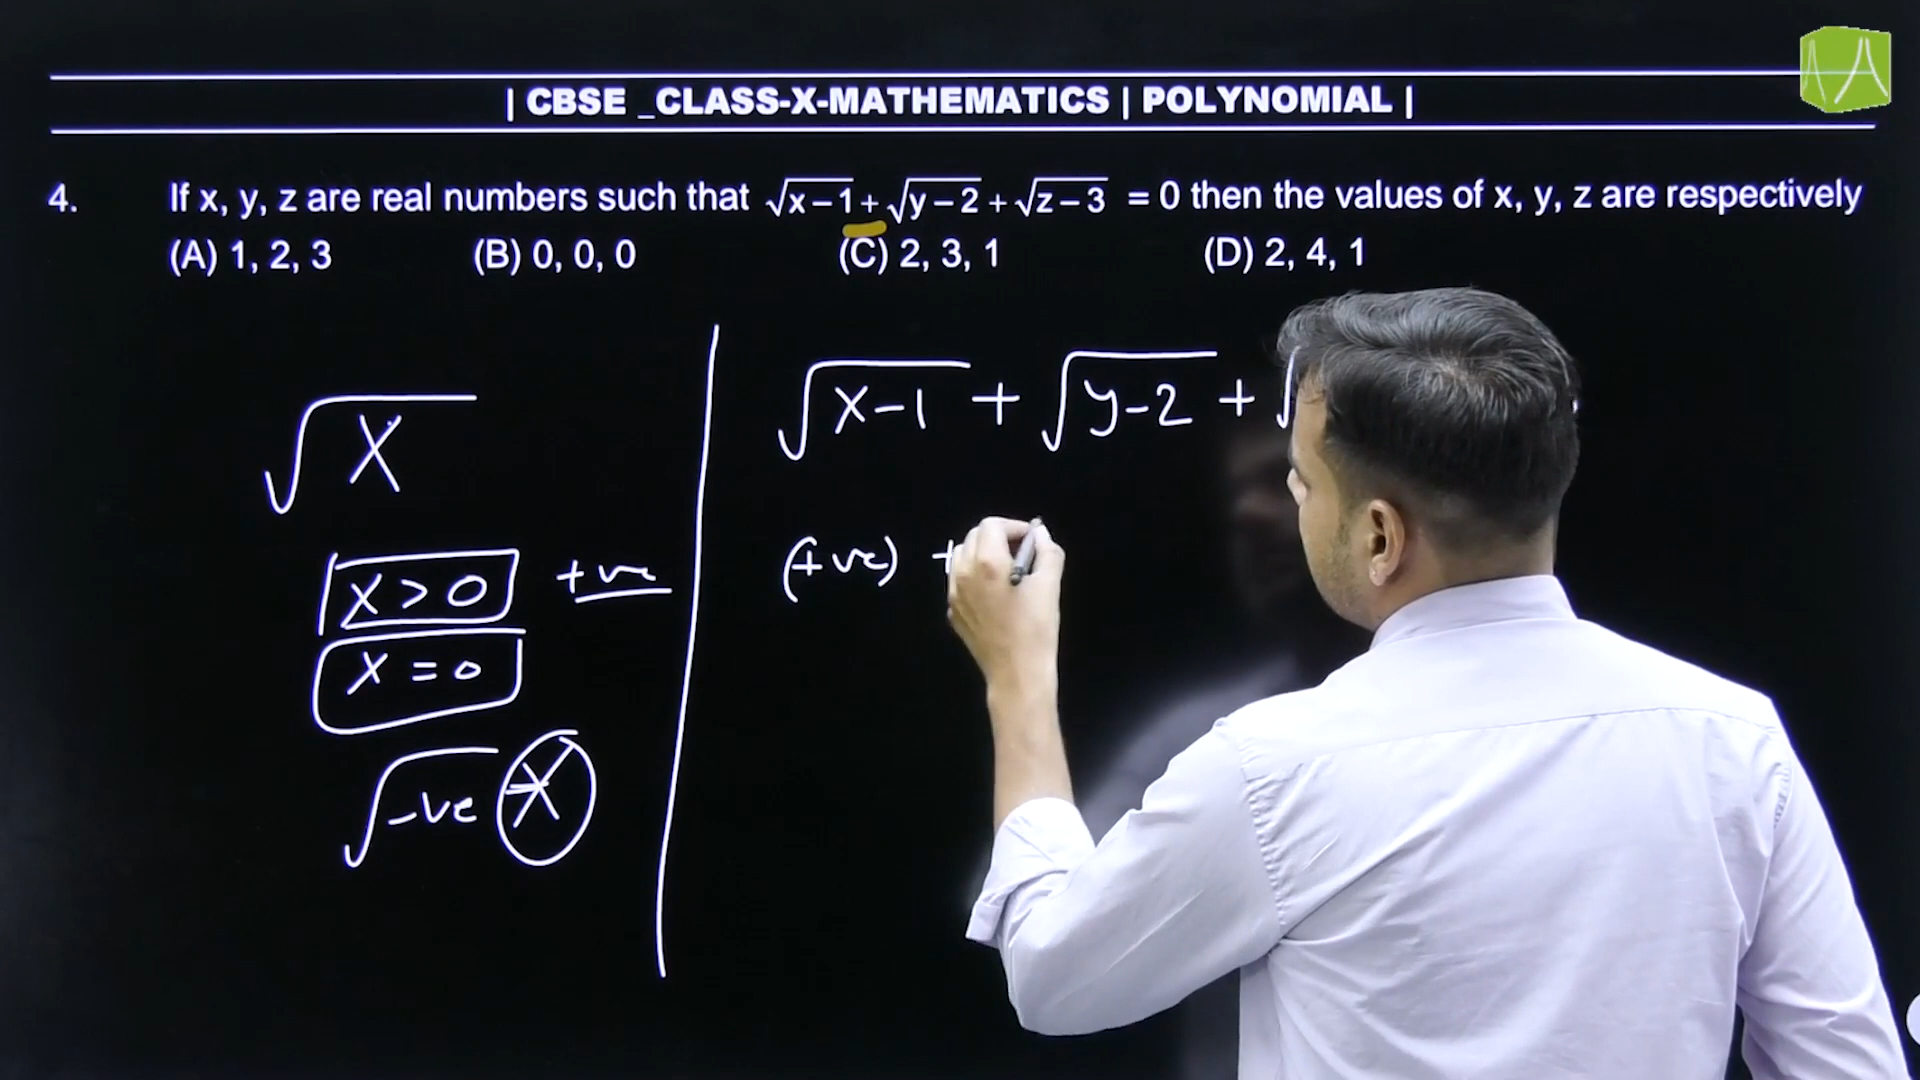 | CBSE _CLASS-X-MATHEMATICS | POLYNOMIAL |
4. If x, y, z are real numbers such that √x−1 + √y−2 + √z−3 = 0 then the values of x, y, z are respectively
(A) 1, 2, 3 (B) 0, 0, 0 (C) 2, 3, 1 (D) 2, 4, 1
√x
x > 0 +ve
x = 0
√-ve
√x-1 + √y-2 + √
(+ve) +